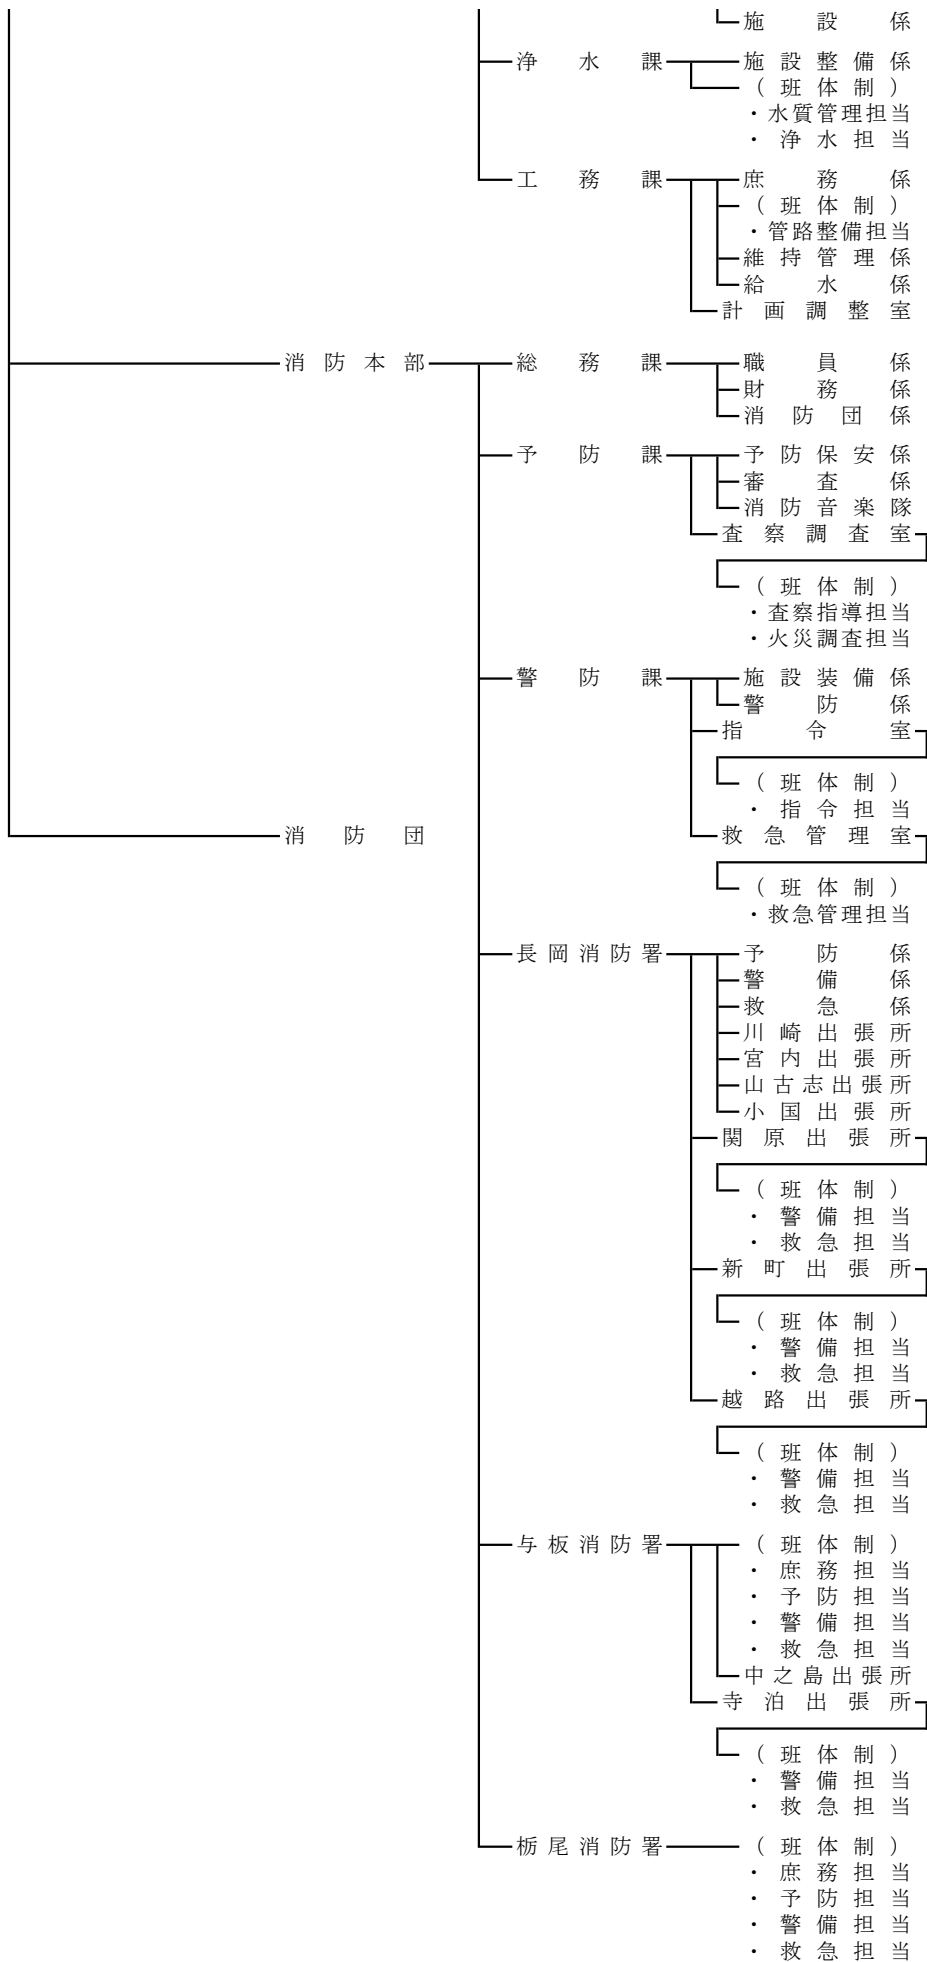 施設係
浄水課 施設整備係
（班体制）
・水質管理担当
・浄水担当
工務課 庶務係
（班体制）
・管路整備担当
維持管理係
給水係
計画調整室
消防本部 総務課 職員係
財務係
消防団係
予防課 予防保安係
審査係
消防音楽隊
査察調査室
（班体制）
・査察指導担当
・火災調査担当
警防課 施設装備係
警防係
指令室
（班体制）
・指令担当
消防団 救急管理室
（班体制）
・救急管理担当
長岡消防署 予防係
警備係
救急係
川崎出張所
宮内出張所
山古志出張所
小国出張所
関原出張所
（班体制）
・警備担当
・救急担当
新町出張所
（班体制）
・警備担当
・救急担当
越路出張所
（班体制）
・警備担当
・救急担当
与板消防署 （班体制）
・庶務担当
・予防担当
・警備担当
・救急担当
中之島出張所
寺泊出張所
（班体制）
・警備担当
・救急担当
栃尾消防署 （班体制）
・庶務担当
・予防担当
・警備担当
・救急担当